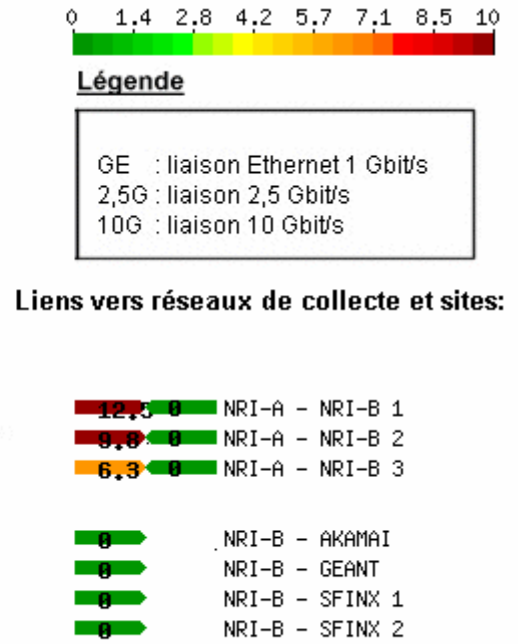 0 1.4 2.8 4.2 5.7 7.1 8.5 10
Légende
GE : liaison Ethernet 1 Gbit/s
2,5G : liaison 2,5 Gbit/s
10G : liaison 10 Gbit/s
Liens vers réseaux de collecte et sites:
12.5 0 NRI-A - NRI-B 1
9.8 0 NRI-A - NRI-B 2
6.3 0 NRI-A - NRI-B 3
0 NRI-B - AKAMAI
0 NRI-B - GEANT
0 NRI-B - SFINX 1
0 NRI-B - SFINX 2